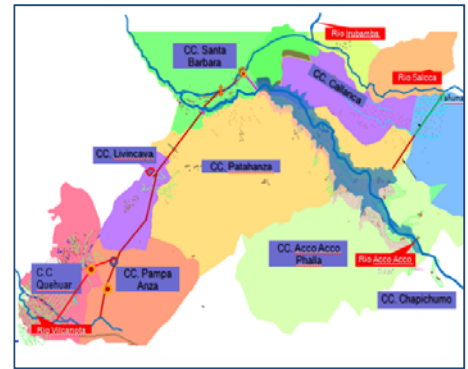 Rio Irubamba
CC. Santa
Barbara
Rio Salcca
CC. Callanca
CC. Livincava
CC. Patahanza
CC. Acco Acco
Phalla
Rio Acco Acco
C.C
Quehuar
CC. Pampa
Anza
CC. Chapichumo
Rio Vilcanota